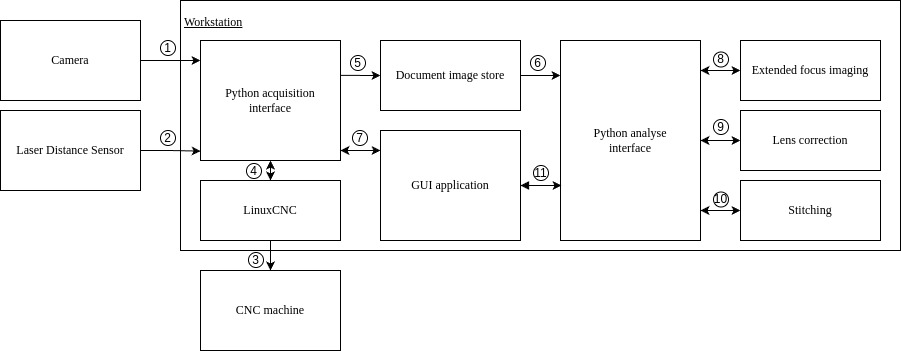 Workstation
Camera
1
Python acquisition
interface
5
Document image store
6
Python analyse
interface
8
Extended focus imaging
Laser Distance Sensor
2
7
GUI application
11
9
Lens correction
4
LinuxCNC
10
Stitching
3
CNC machine